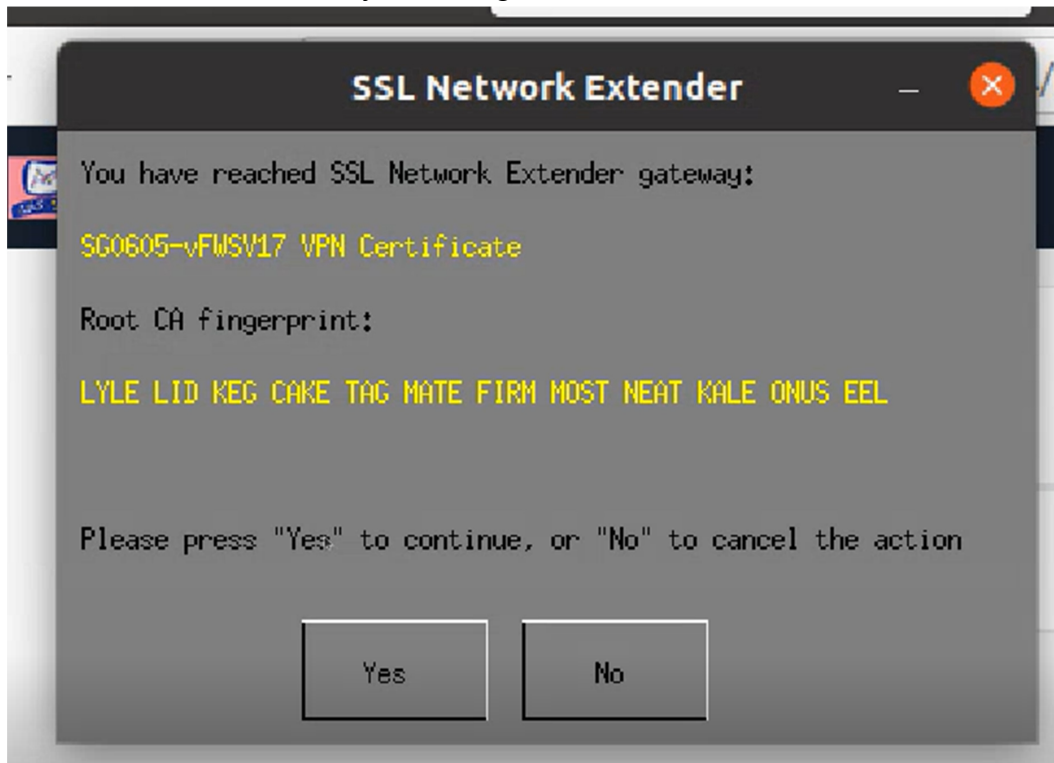 SSL Network Extender
You have reached SSL Network Extender gateway:
SG0605-vFWSV17 VPN Certificate
Root CA fingerprint:
LYLE LID KEG CAKE TAG MATE FIRM MOST NEAT KALE ONUS EEL
Please press "Yes" to continue, or "No" to cancel the action
Yes
No